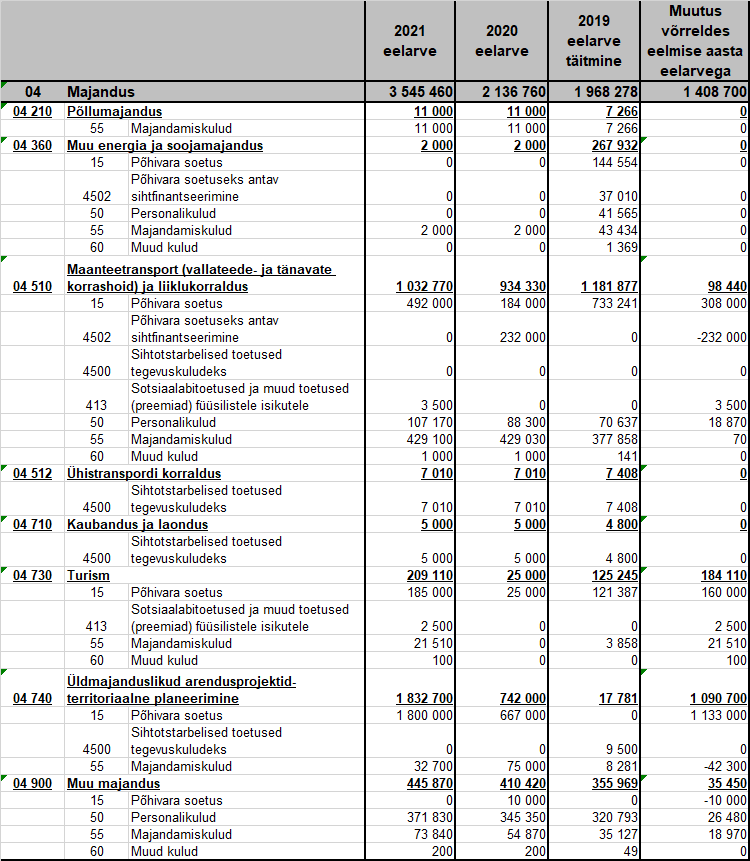 2021 eelarve 2020 eelarve 2019 eelarve täitmine Muutus võrreldes eelmise aasta eelarvega
04 Majandus 3 545 460 2 136 760 1 968 278 1 408 700
04 210 Põllumajandus 11 000 11 000 7 266 0
55 Majandamiskulud 11 000 11 000 7 266 0
04 360 Muu energia ja soojamajandus 2 000 2 000 267 932 0
15 Põhivara soetus 0 0 144 554 0
Põhivara soetuseks antav
4502 sihtfinantseerimine 0 0 37 010 0
50 Personalikulud 0 0 41 565 0
55 Majandamiskulud 2 000 2 000 43 434 0
60 Muud kulud 0 0 1 369 0
Maanteetransport (vallateede- ja tänavate
04 510 korrashoid) ja liiklukorraldus 1 032 770 934 330 1 181 877 98 440
15 Põhivara soetus 492 000 184 000 733 241 308 000
Põhivara soetuseks antav
4502 sihtfinantseerimine 0 232 000 0 -232 000
Sihtotstarbelised toetused
4500 tegevuskuludeks 0 0 0 0
Sotsiaalabitoetused ja muud toetused
413 (preemiad) füüsilistele isikutele 3 500 0 0 3 500
50 Personalikulud 107 170 88 300 70 637 18 870
55 Majandamiskulud 429 100 429 030 377 858 70
60 Muud kulud 1 000 1 000 141 0
04 512 Ühistranspordi korraldus 7 010 7 010 7 408 0
Sihtotstarbelised toetused
4500 tegevuskuludeks 7 010 7 010 7 408 0
04 710 Kaubandus ja laondus 5 000 5 000 4 800 0
Sihtotstarbelised toetused
4500 tegevuskuludeks 5 000 5 000 4 800 0
04 730 Turism 209 110 25 000 125 245 184 110
15 Põhivara soetus 185 000 25 000 121 387 160 000
Sotsiaalabitoetused ja muud toetused
413 (preemiad) füüsilistele isikutele 2 500 0 0 2 500
55 Majandamiskulud 21 510 0 3 858 21 510
60 Muud kulud 100 0 0 100
Üldmajanduslikud arendusprojektid-
04 740 territoriaalne planeerimine 1 832 700 742 000 17 781 1 090 700
15 Põhivara soetus 1 800 000 667 000 0 1 133 000
Sihtotstarbelised toetused
4500 tegevuskuludeks 0 0 9 500 0
55 Majandamiskulud 32 700 75 000 8 281 -42 300
04 900 Muu majandus 445 870 410 420 355 969 35 450
15 Põhivara soetus 0 10 000 0 -10 000
50 Personalikulud 371 830 345 350 320 793 26 480
55 Majandamiskulud 73 840 54 870 35 127 18 970
60 Muud kulud 200 200 49 0